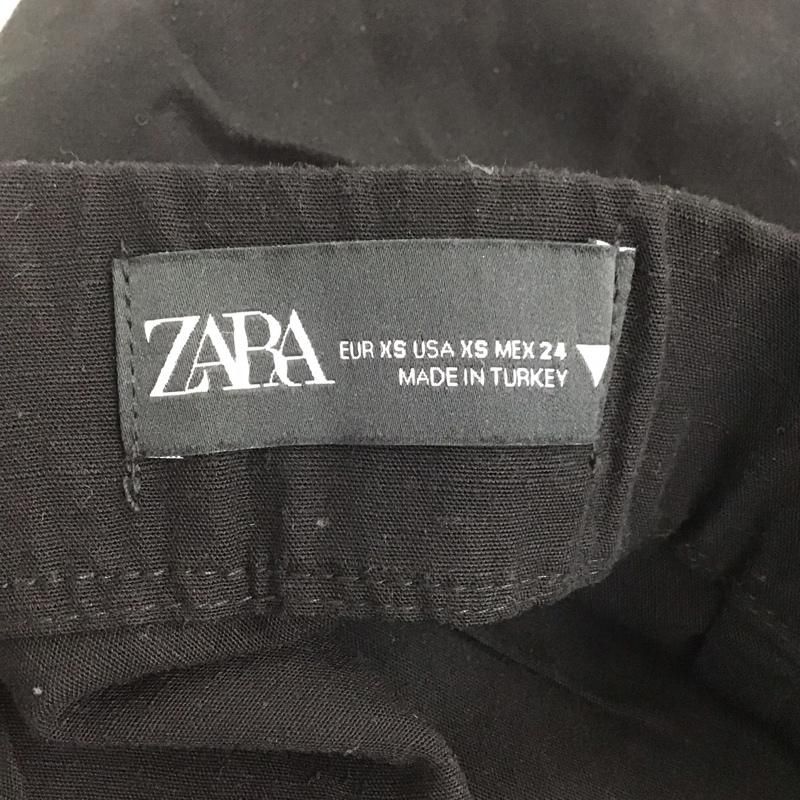 ZARA
EUR XS USA XS MEX 24
MADE IN TURKEY